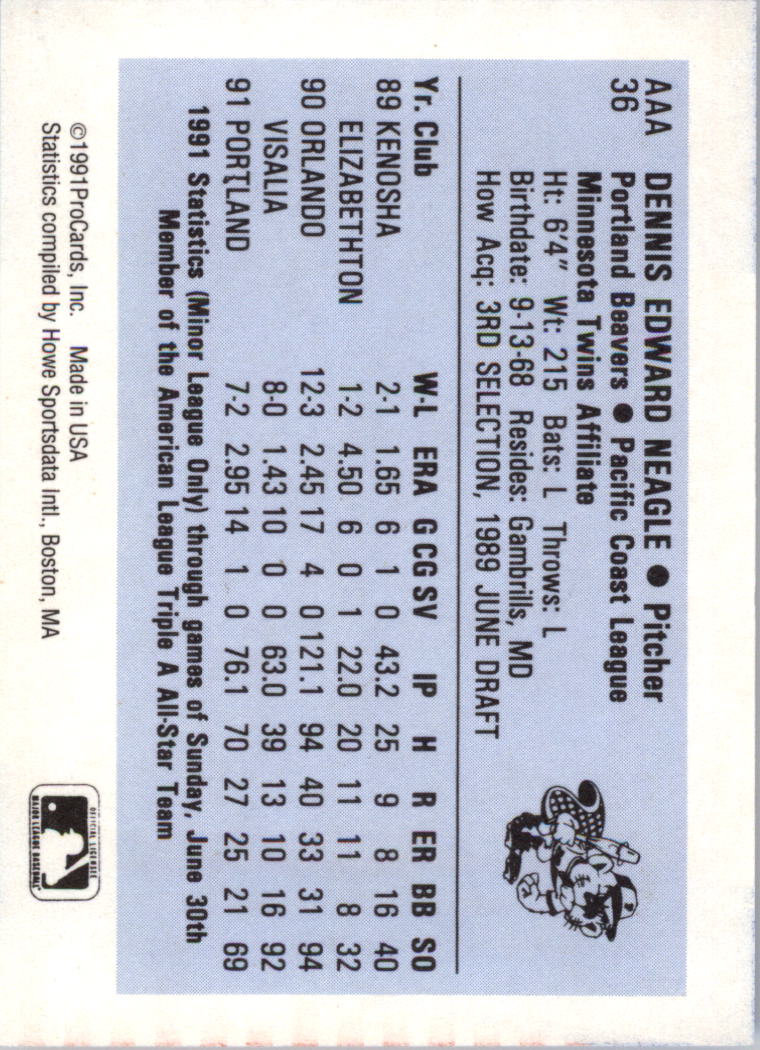 AAA DENNIS EDWARD NEAGLE ● Pitcher
36 Portland Beavers ● Pacific Coast League
Minnesota Twins Affiliate
Ht: 6'4" Wt: 215 Bats: L Throws: L
Birthdate: 9-13-68 Resides: Gambrills, MD
How Acq: 3RD SELECTION, 1989 JUNE DRAFT
Yr. Club W-L ERA G CG SV IP H R ER BB SO
89 KENOSHA 2-1 1.65 6 1 0 43.2 25 9 8 16 40
ELIZABETHTON 1-2 4.50 6 0 1 22.0 20 11 11 8 32
90 ORLANDO 12-3 2.45 17 4 0 121.1 94 40 33 31 94
VISALIA 8-0 1.43 10 0 0 63.0 39 13 10 16 92
91 PORTLAND 7-2 2.95 14 1 0 76.1 70 27 25 21 69
1991 Statistics (Minor League Only) through games of Sunday, June 30th
Member of the American League Triple A All-Star Team
©1991ProCards, Inc. Made in USA
Statistics compiled by Howe Sportsdata Intl., Boston, MA
OFFICIAL LICENSEE
MAJOR LEAGUE BASEBALL